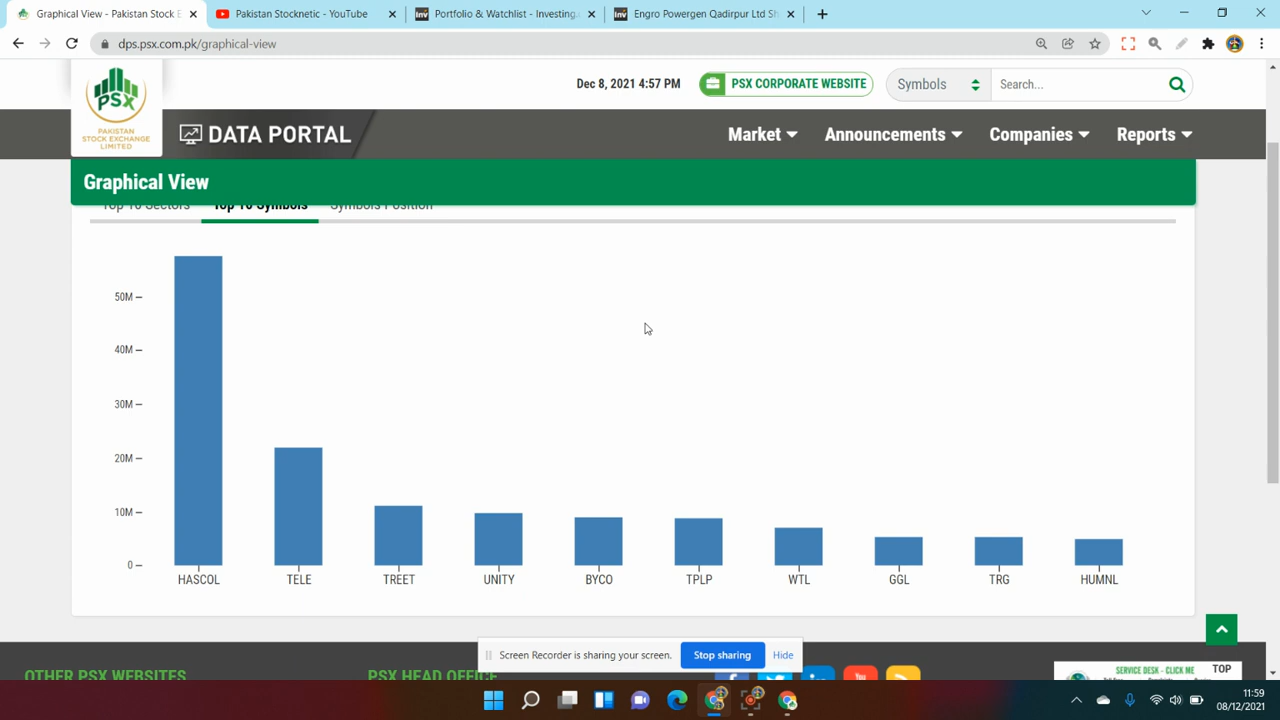 Graphical View - Pakistan Stock E
Pakistan Stocknetic - YouTube
Portfolio & Watchlist - Investing.
Engro Powergen Qadirpur Ltd Sh
dps.psx.com.pk/graphical-view
PSX
PAKISTAN
STOCK EXCHANGE
LIMITED
Dec 8, 2021 4:57 PM
PSX CORPORATE WEBSITE
Symbols
Search...
DATA PORTAL
Market
Announcements
Companies
Reports
Graphical View
Top 10 Sectors
Top 10 Symbols
Symbols Position
50M
40M
30M
20M
10M
0
HASCOL TELE TREET UNITY BYCO TPLP WTL GGL TRG HUMNL
Screen Recorder is sharing your screen.
Stop sharing
Hide
OTHER PSX WEBSITES
PSX HEAD OFFICE
SERVICE DESK - CLICK ME
TOP
11:59
08/12/2021